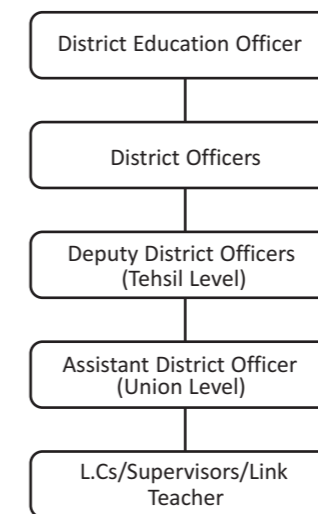 District Education Officer
District Officers
Deputy District Officers
(Tehsil Level)
Assistant District Officer
(Union Level)
L.Cs/Supervisors/Link
Teacher